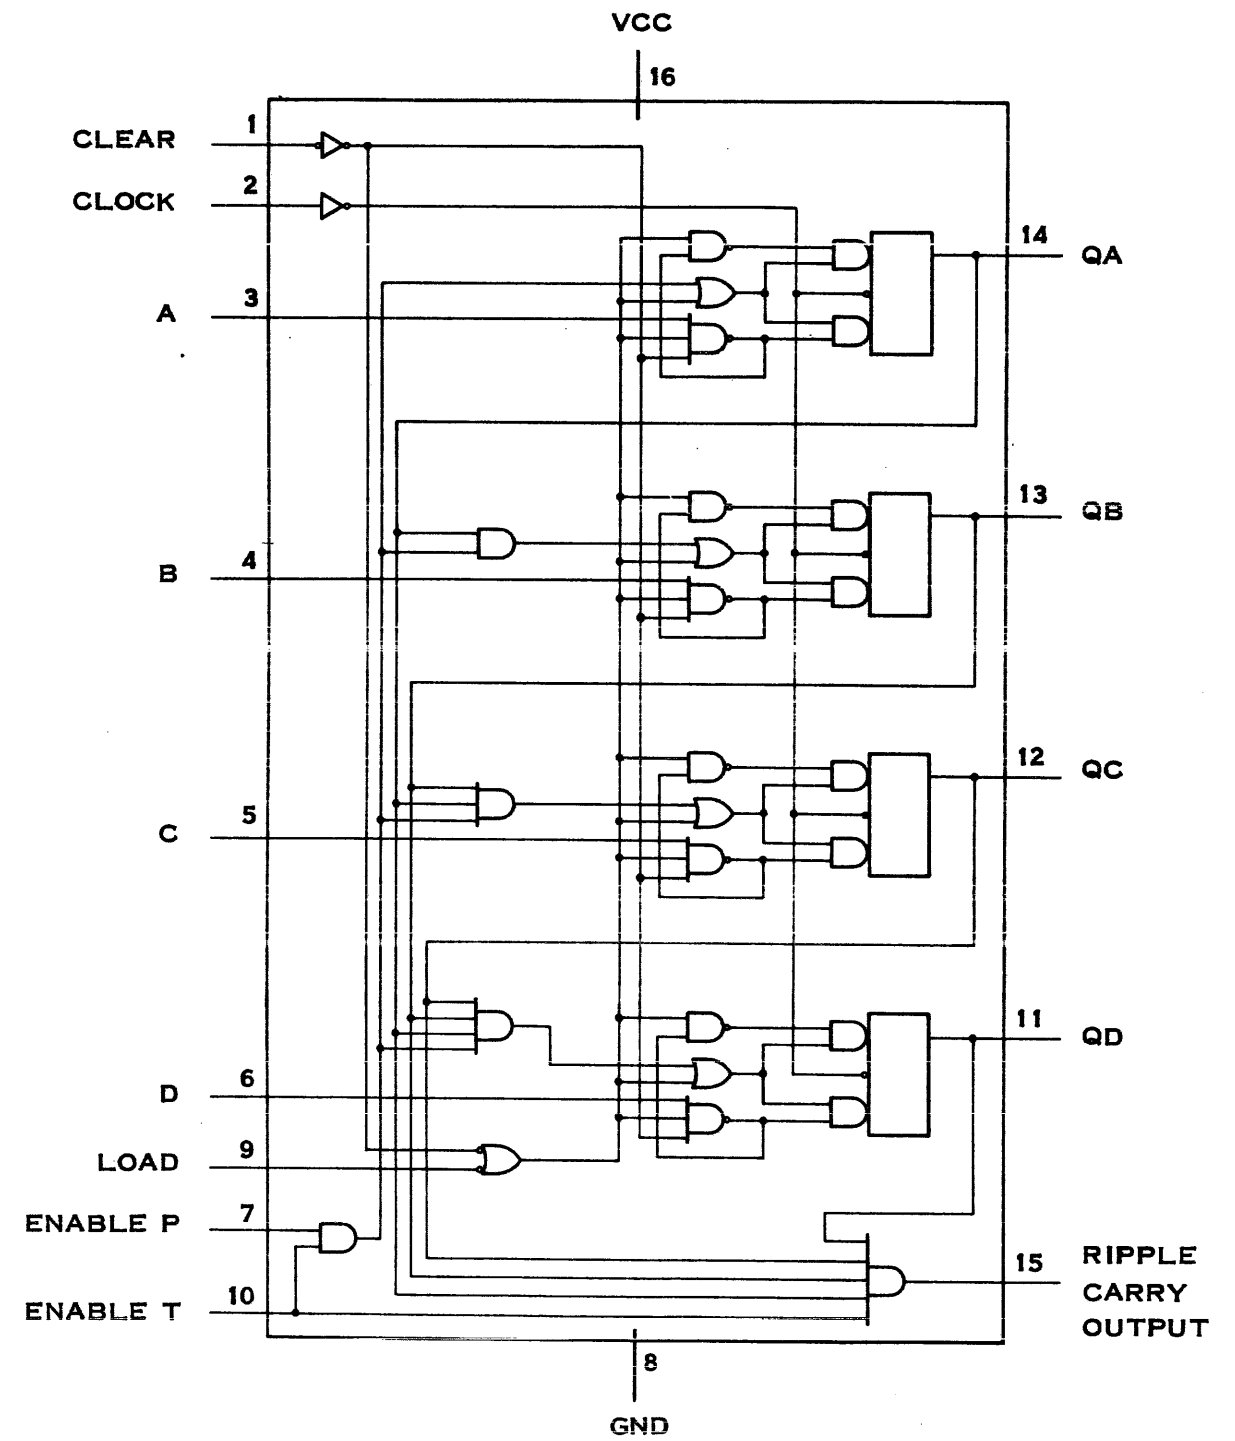 VCC
16
CLEAR 1
CLOCK 2
14 QA
A 3
13 QB
B 4
12 QC
C 5
11 QD
D 6
LOAD 9
ENABLE P 7
15 RIPPLE
CARRY
OUTPUT
ENABLE T 10
8
GND